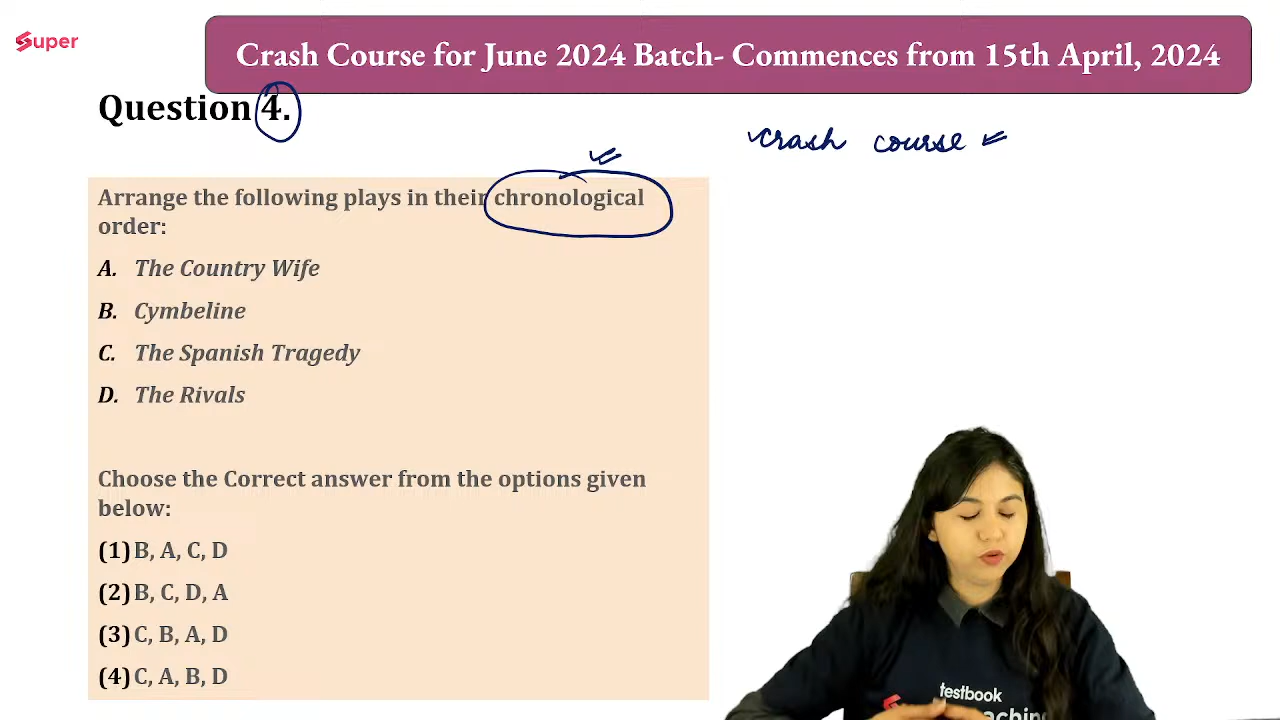 Super
Crash Course for June 2024 Batch- Commences from 15th April, 2024
Question 4.
crash course
Arrange the following plays in their chronological
order:
A. The Country Wife
B. Cymbeline
C. The Spanish Tragedy
D. The Rivals
Choose the Correct answer from the options given
below:
(1) B, A, C, D
(2) B, C, D, A
(3) C, B, A, D
(4) C, A, B, D
testbook